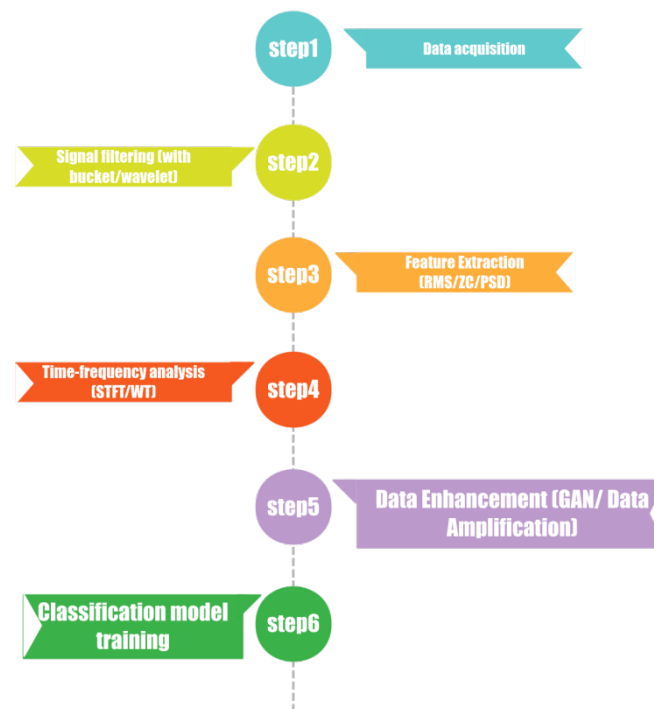 step1
Data acquisition
Signal filtering (with
bucket/wavelet)
step2
step3
Feature Extraction
(RMS/ZC/PSD)
Time-frequency analysis
(STFT/WT)
step4
step5
Data Enhancement (GAN/ Data
Amplification)
Classification model
training
step6